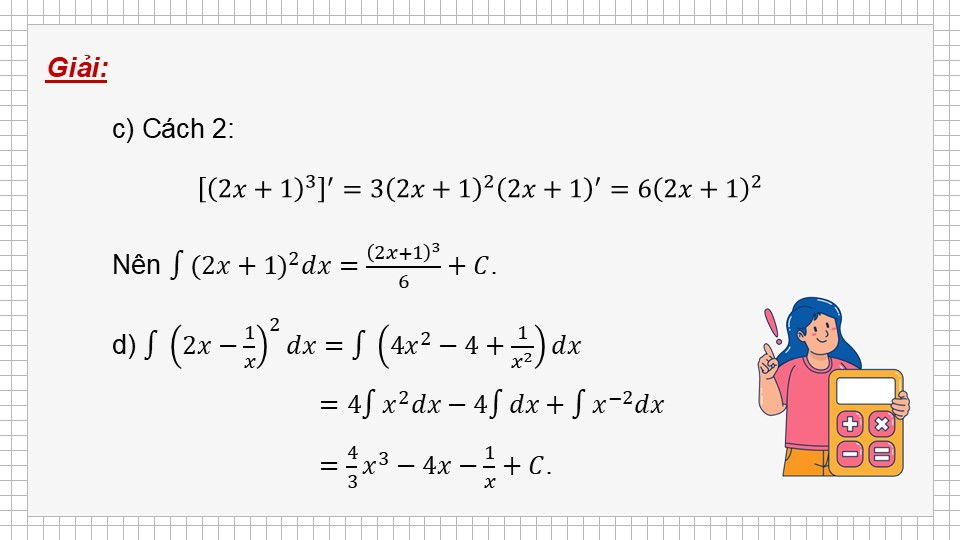 Giải:
c) Cách 2:
[(2x + 1)³]′ = 3(2x + 1)²(2x + 1)′ = 6(2x + 1)²
Nên ∫ (2x + 1)²dx = (2x+1)³/6 + C.
d) ∫ (2x − 1/x)² dx = ∫ (4x² − 4 + 1/x²) dx
= 4∫ x²dx − 4∫ dx + ∫ x⁻²dx
= 4/3 x³ − 4x − 1/x + C.